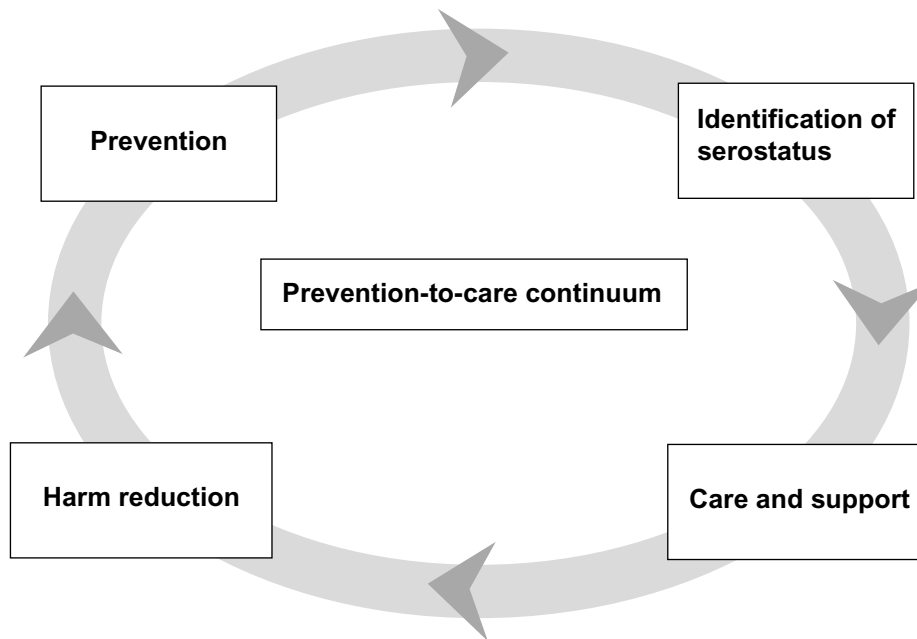 Prevention
Identification of
serostatus
Prevention-to-care continuum
Harm reduction
Care and support